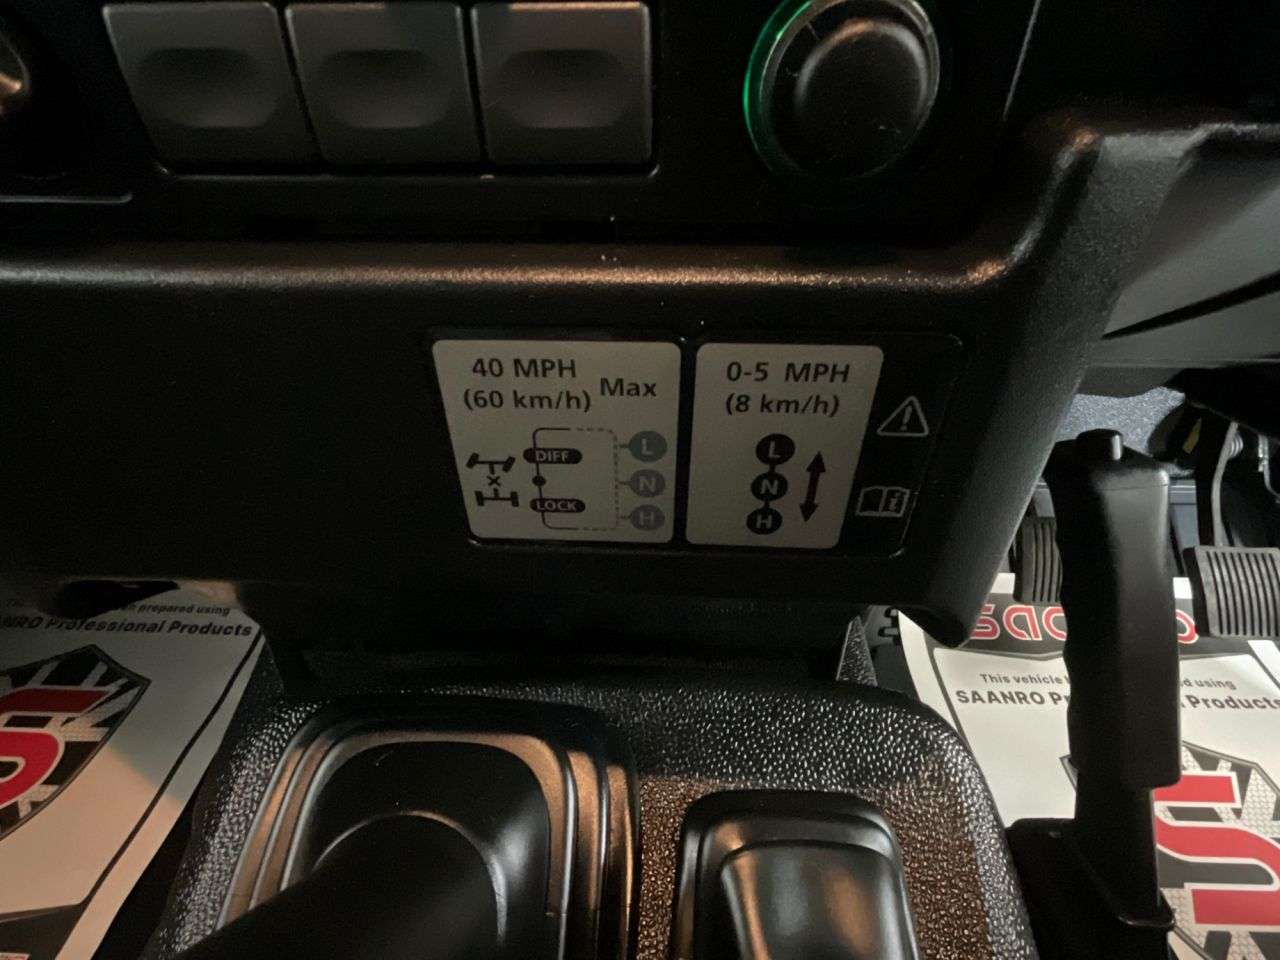 40 MPH
(60 km/h) Max
DIFF
LOCK
L
N
H
0-5 MPH
(8 km/h)
L
N
H
prepared using
SAANRO Professional Products
This vehicle
using
SAANRO
Products